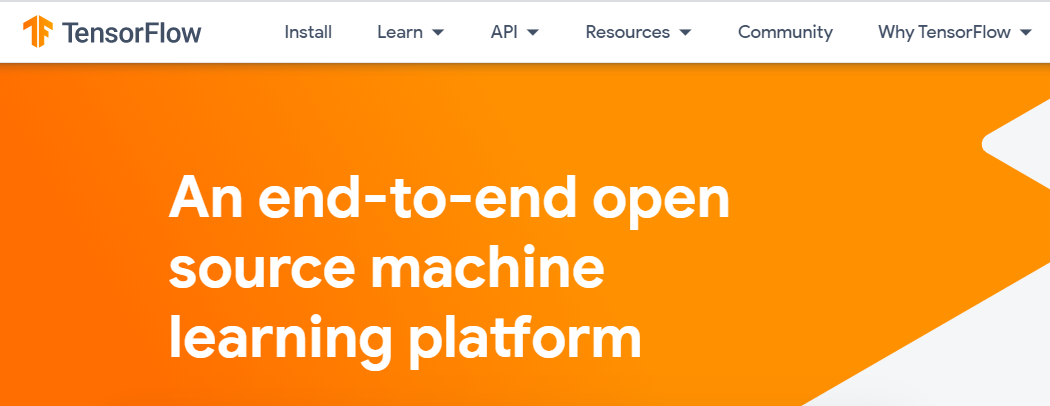 TensorFlow Install Learn API Resources Community Why TensorFlow
An end-to-end open
source machine
learning platform